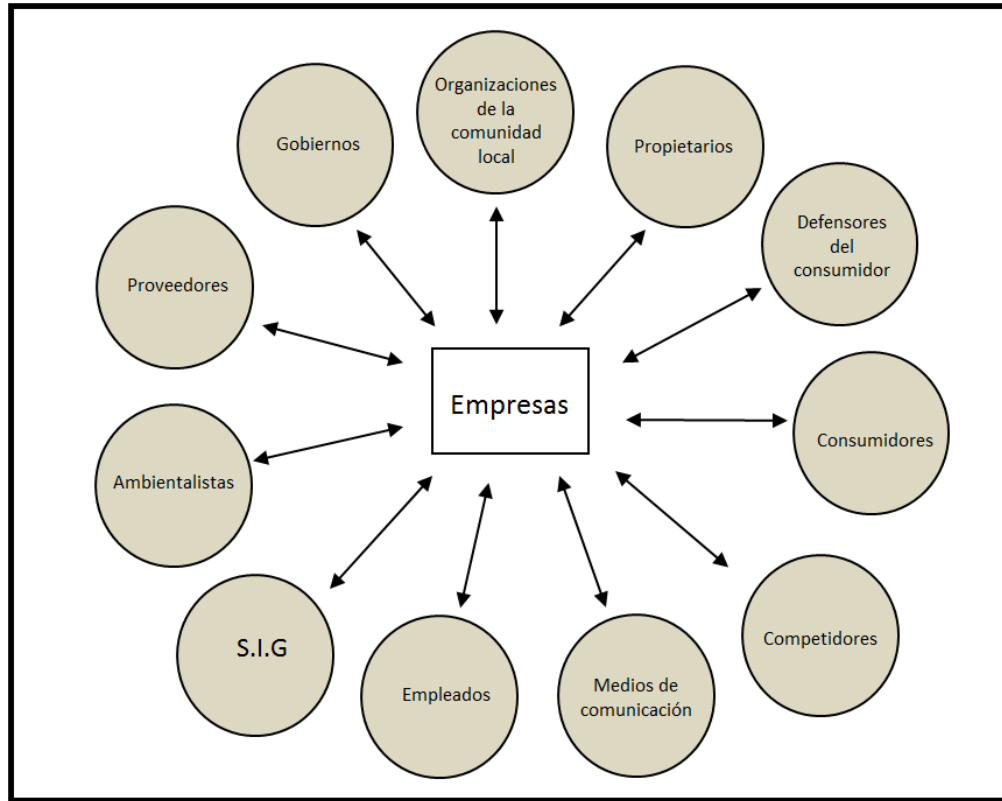 Organizaciones
de la
comunidad
local
Gobiernos
Propietarios
Defensores
del
consumidor
Proveedores
Empresas
Consumidores
Ambientalistas
S.I.G
Empleados
Medios de
comunicación
Competidores